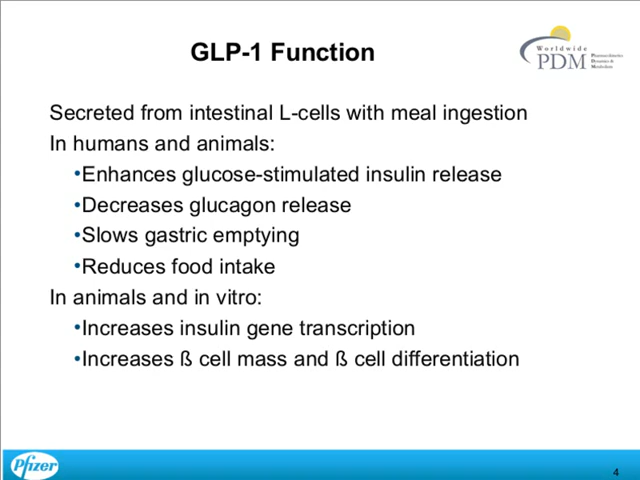 GLP-1 Function
Worldwide
PDM
Pharmacokinetics
Dynamics &
Metabolism
Secreted from intestinal L-cells with meal ingestion
In humans and animals:
•Enhances glucose-stimulated insulin release
•Decreases glucagon release
•Slows gastric emptying
•Reduces food intake
In animals and in vitro:
•Increases insulin gene transcription
•Increases ß cell mass and ß cell differentiation
Pfizer
4